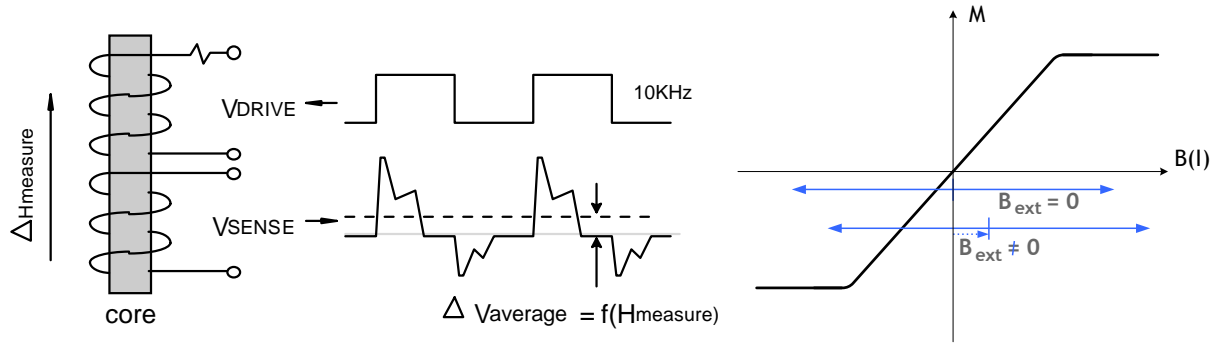 ΔHmeasure
core
VDRIVE
10KHz
VSENSE
Δ Vaverage = f(Hmeasure)
M
B(I)
Bext = 0
Bext ≠ 0